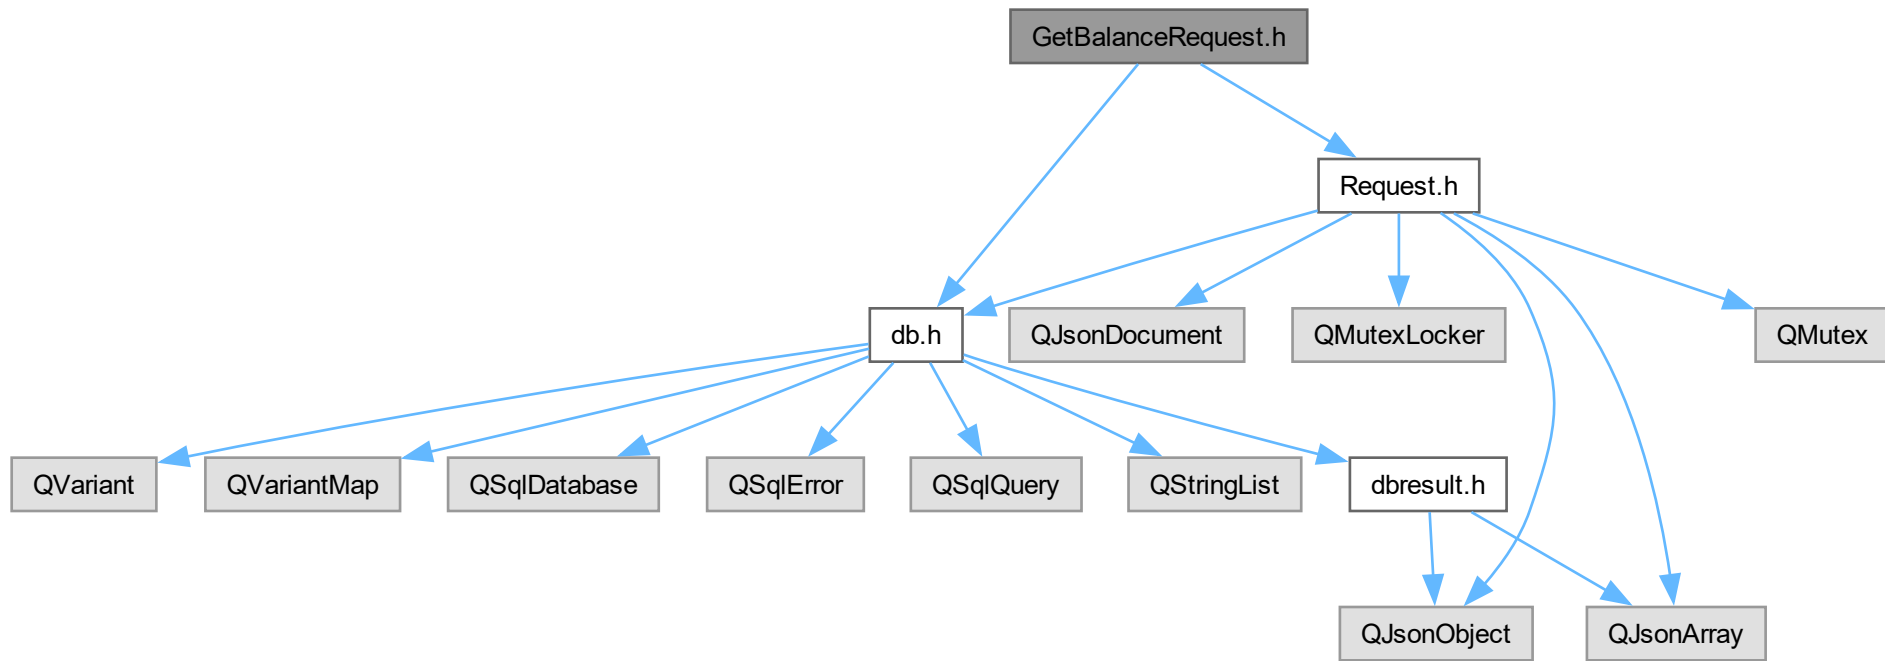 GetBalanceRequest.h
Request.h
db.h
QJsonDocument
QMutexLocker
QMutex
QVariant
QVariantMap
QSqlDatabase
QSqlError
QSqlQuery
QStringList
dbresult.h
QJsonObject
QJsonArray